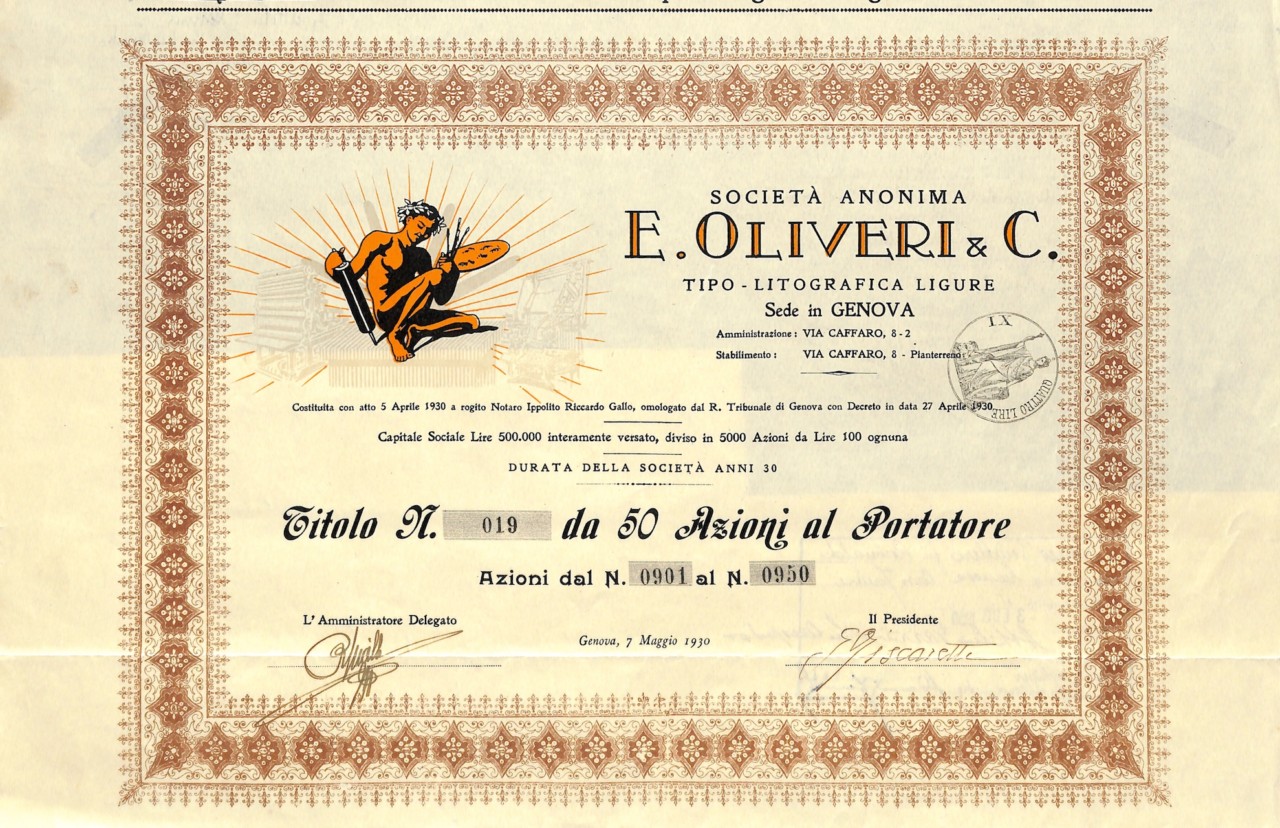 SOCIETÀ ANONIMA
E. OLIVERI & C.
TIPO - LITOGRAFICA LIGURE
Sede in GENOVA
Amministrazione: VIA CAFFARO, 8 - 2
Stabilimento: VIA CAFFARO, 8 - Pianterreno
IX
QUATTRO LIRE
Costituita con atto 5 Aprile 1930 a rogito Notaro Ippolito Riccardo Gallo, omologato dal R. Tribunale di Genova con Decreto in data 27 Aprile 1930
Capitale Sociale Lire 500.000 interamente versato, diviso in 5000 Azioni da Lire 100 ognuna
DURATA DELLA SOCIETÀ ANNI 30
Titolo N. 019 da 50 Azioni al Portatore
Azioni dal N. 0901 al N. 0950
L' Amministratore Delegato
Il Presidente
Genova, 7 Maggio 1930